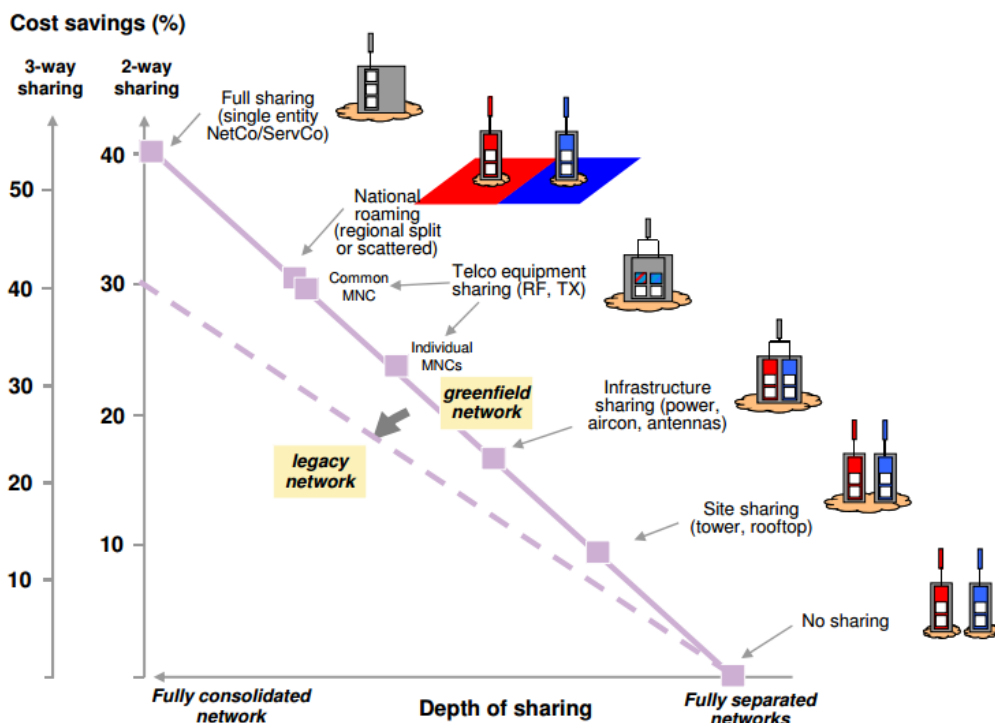 Cost savings (%)
3-way
sharing
2-way
sharing
40
30
20
10
50
40
30
20
10
Full sharing
(single entity
NetCo/ServCo)
National
roaming
(regional split
or scattered)
Common
MNC
Telco equipment
sharing (RF, TX)
Individual
MNCs
greenfield
network
legacy
network
Infrastructure
sharing (power,
aircon, antennas)
Site sharing
(tower, rooftop)
No sharing
Fully consolidated
network
Depth of sharing
Fully separated
networks